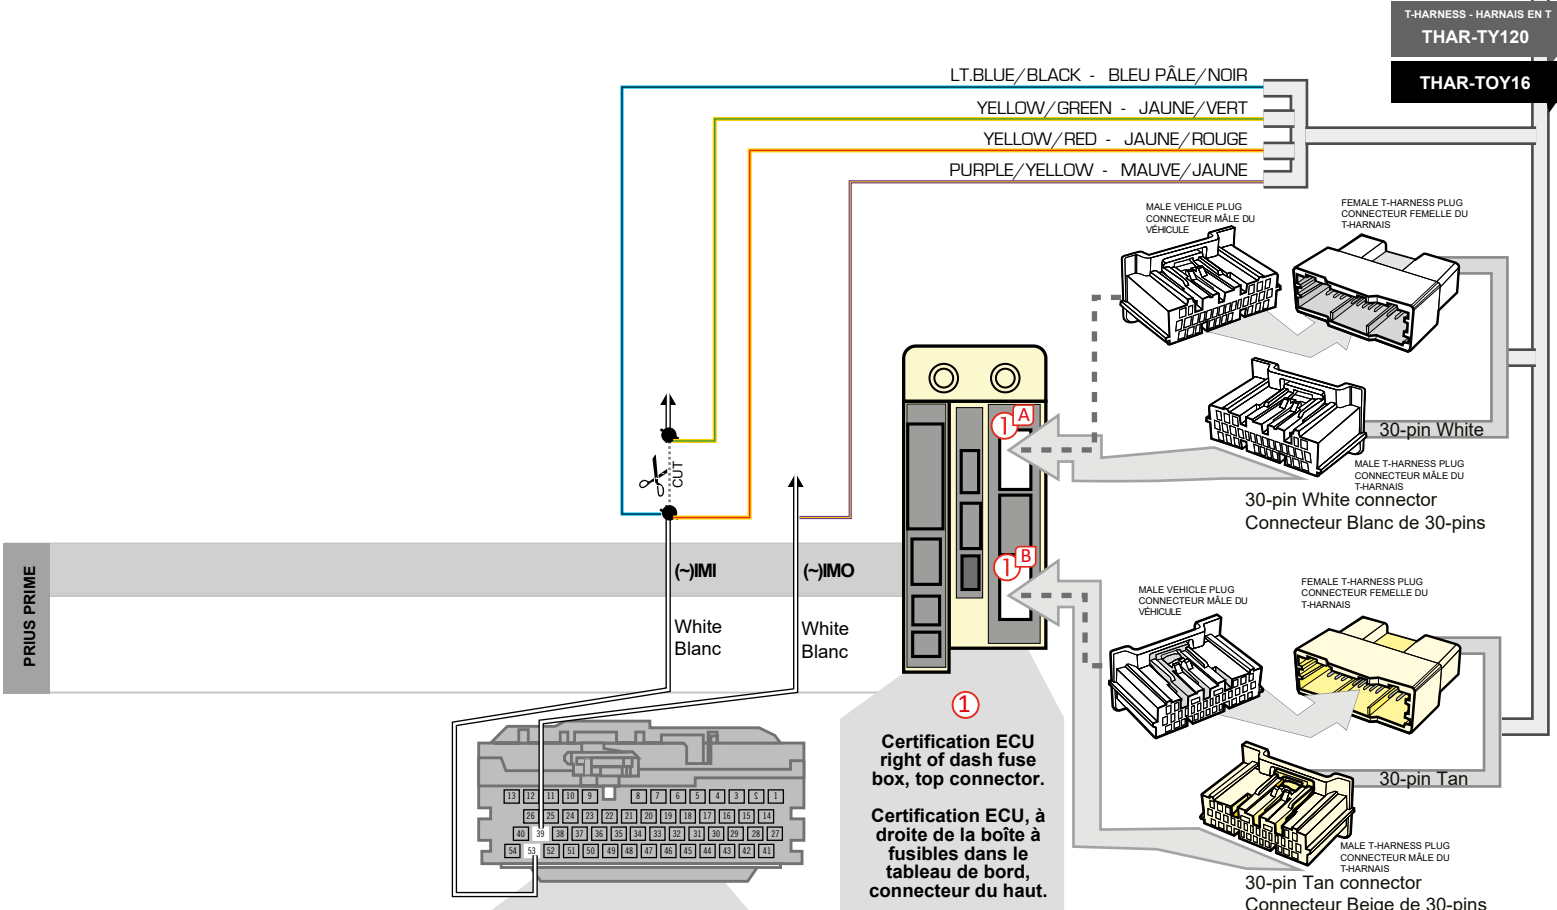 T-HARNESS - HARNAIS EN T
THAR-TY120
THAR-TOY16
LT.BLUE/BLACK - BLEU PÂLE/NOIR
YELLOW/GREEN - JAUNE/VERT
YELLOW/RED - JAUNE/ROUGE
PURPLE/YELLOW - MAUVE/JAUNE
MALE VEHICLE PLUG
CONNECTEUR MÂLE DU
VÉHICULE
FEMALE T-HARNESS PLUG
CONNECTEUR FEMELLE DU
T-HARNAIS
1 A
30-pin White
MALE T-HARNESS PLUG
CONNECTEUR MÂLE DU
T-HARNAIS
30-pin White connector
Connecteur Blanc de 30-pins
CUT
PRIUS PRIME
(~)IMI
(~)IMO
White
Blanc
White
Blanc
1 B
MALE VEHICLE PLUG
CONNECTEUR MÂLE DU
VÉHICULE
FEMALE T-HARNESS PLUG
CONNECTEUR FEMELLE DU
T-HARNAIS
30-pin Tan
MALE T-HARNESS PLUG
CONNECTEUR MÂLE DU
T-HARNAIS
30-pin Tan connector
Connecteur Beige de 30-pins
1
Certification ECU
right of dash fuse
box, top connector.
Certification ECU, à
droite de la boîte à
fusibles dans le
tableau de bord,
connecteur du haut.
13 12 11 10 9 8 7 6 5 4 3 2 1
26 25 24 23 22 21 20 19 18 17 16 15 14
40 39 38 37 36 35 34 33 32 31 30 29 28 27
54 53 52 51 50 49 48 47 46 45 44 43 42 41